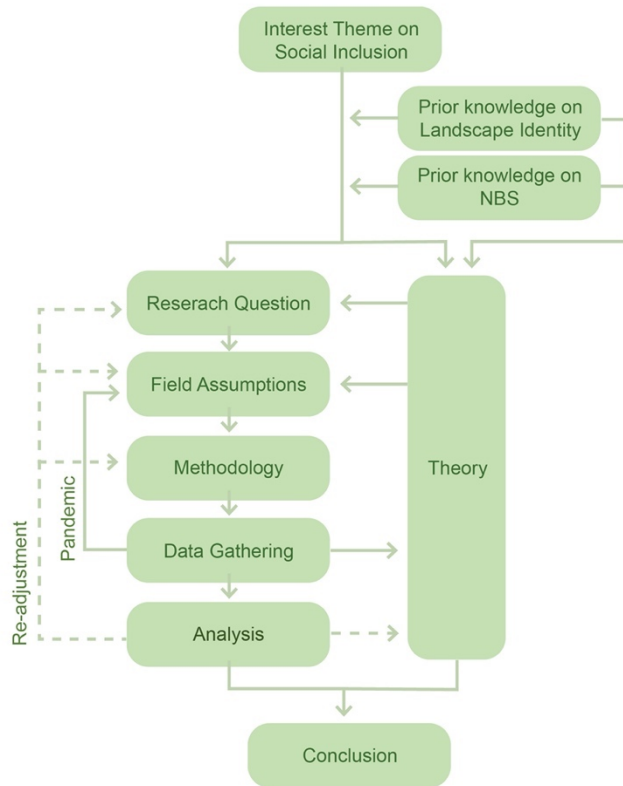 Interest Theme on
Social Inclusion
Prior knowledge on
Landscape Identity
Prior knowledge on
NBS
Reserach Question
Field Assumptions
Methodology
Theory
Data Gathering
Analysis
Pandemic
Re-adjustment
Conclusion